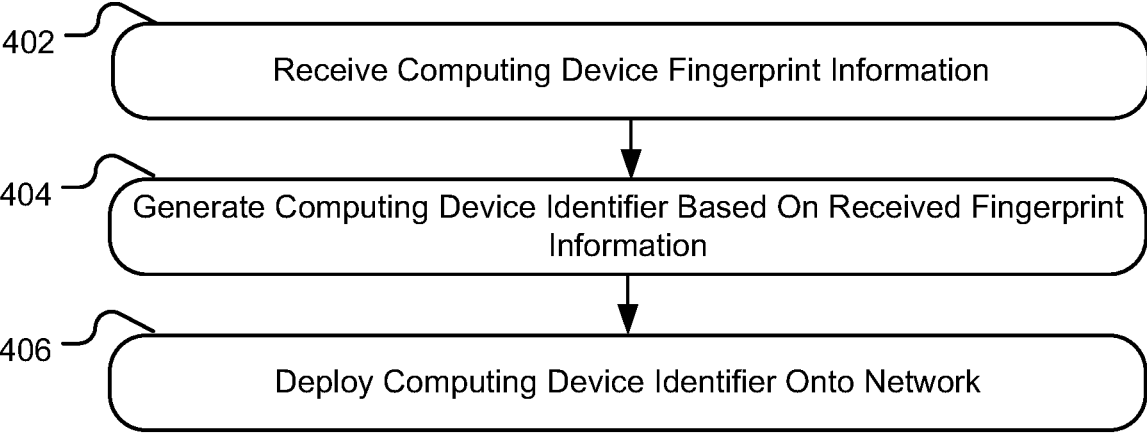 402
Receive Computing Device Fingerprint Information
404
Generate Computing Device Identifier Based On Received Fingerprint
Information
406
Deploy Computing Device Identifier Onto Network